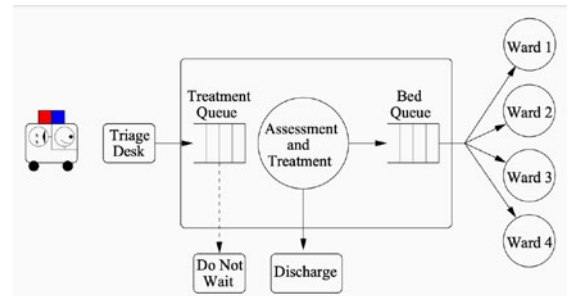 Triage
Desk
Treatment
Queue
Assessment
and
Treatment
Bed
Queue
Ward 1
Ward 2
Ward 3
Ward 4
Do Not
Wait
Discharge